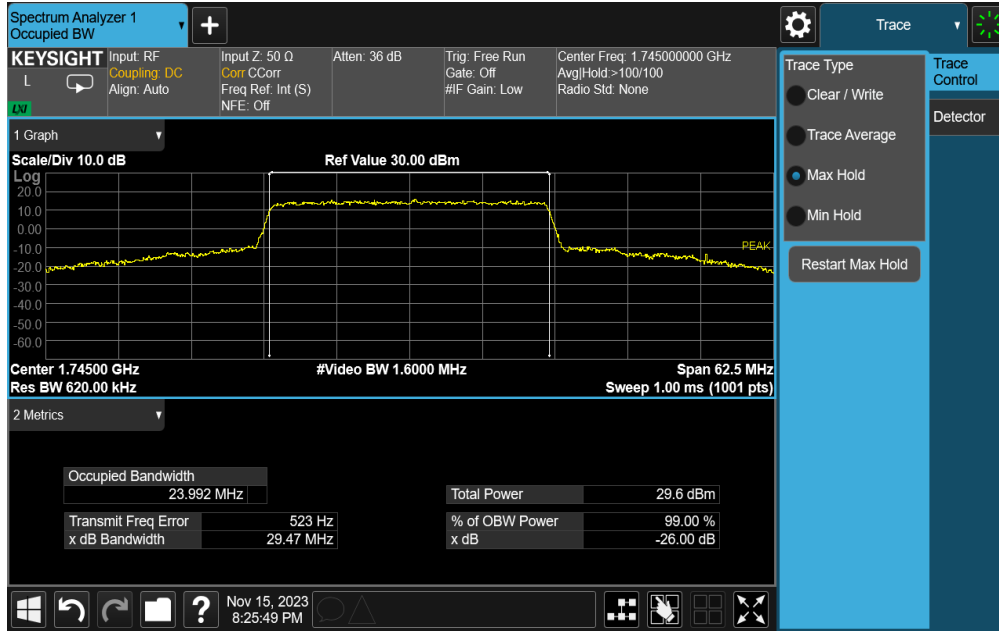 Spectrum Analyzer 1
Occupied BW
Trace
KEYSIGHT
L
LXI
Input: RF
Coupling: DC
Align: Auto
Input Z: 50 Ω
Corr CCorr
Freq Ref: Int (S)
NFE: Off
Atten: 36 dB
Trig: Free Run
Gate: Off
#IF Gain: Low
Center Freq: 1.745000000 GHz
Avg|Hold:>100/100
Radio Std: None
Trace Type
Clear / Write
Trace Average
Max Hold
Min Hold
Restart Max Hold
Trace
Control
Detector
1 Graph
Scale/Div 10.0 dB
Ref Value 30.00 dBm
Log
20.0
10.0
0.00
-10.0
-20.0
-30.0
-40.0
-50.0
-60.0
PEAK
Center 1.74500 GHz
#Video BW 1.6000 MHz
Span 62.5 MHz
Res BW 620.00 kHz
Sweep 1.00 ms (1001 pts)
2 Metrics
Occupied Bandwidth
23.992 MHz
Total Power 29.6 dBm
Transmit Freq Error 523 Hz
% of OBW Power 99.00 %
x dB Bandwidth 29.47 MHz
x dB -26.00 dB
?
Nov 15, 2023
8:25:49 PM